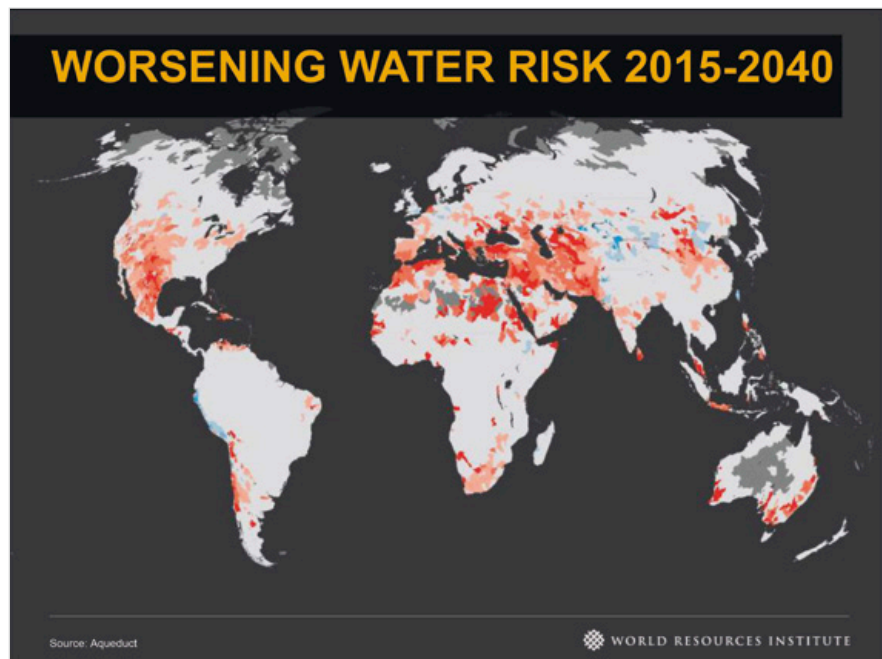 WORSENING WATER RISK 2015-2040
Source: Aqueduct
WORLD RESOURCES INSTITUTE